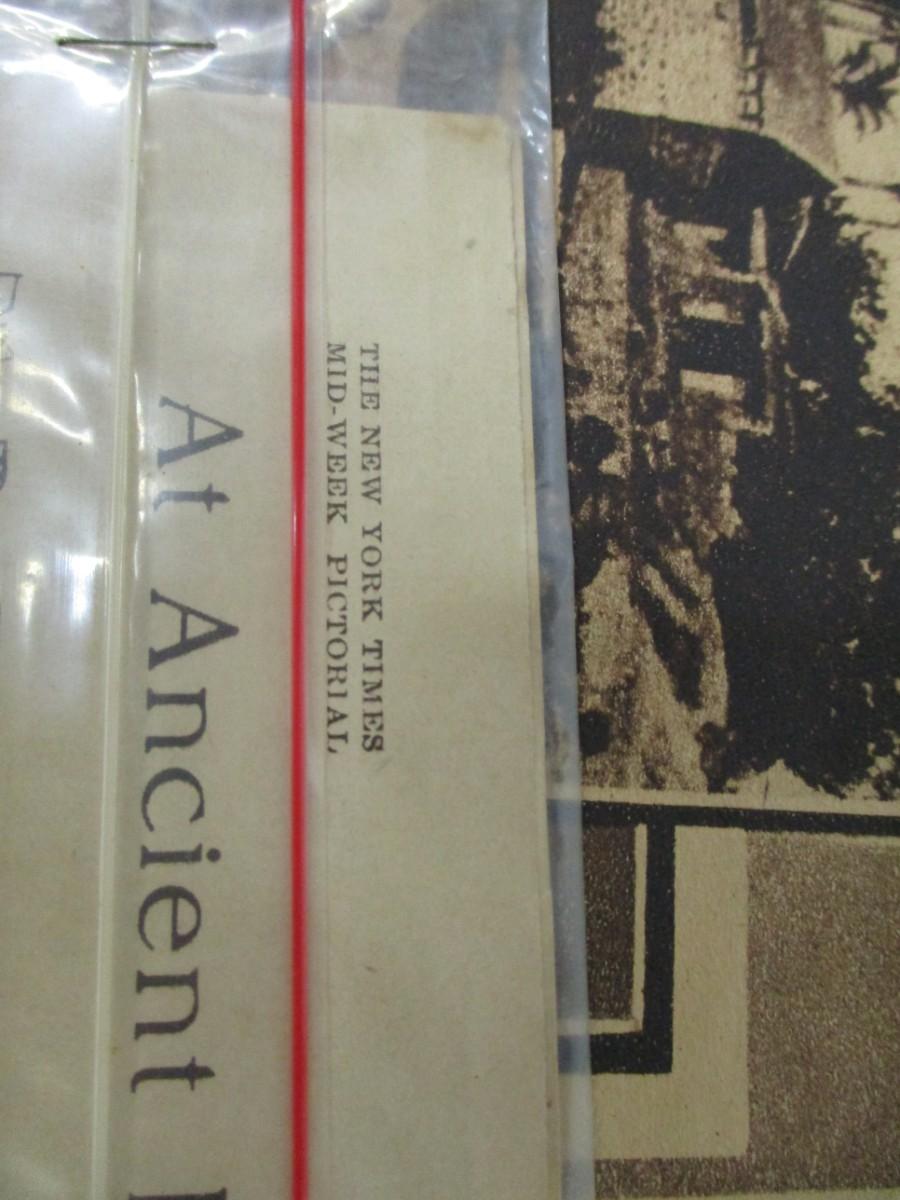 THE NEW YORK TIMES
MID-WEEK PICTORIAL
At Ancient